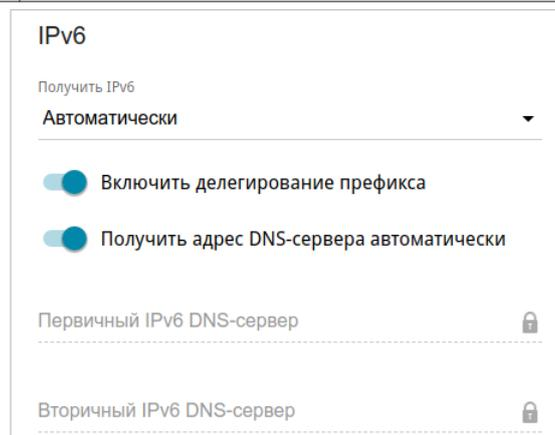 IPv6
Получить IPv6
Автоматически
Включить делегирование префикса
Получить адрес DNS-сервера автоматически
Первичный IPv6 DNS-сервер
Вторичный IPv6 DNS-сервер